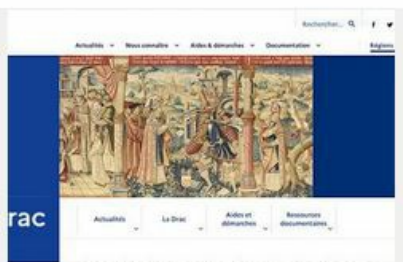 Rechercher...
Actualités Nous connaître Aides & démarches Documentation Régions
rac
Actualités La Drac Aides et démarches Ressources documentaires